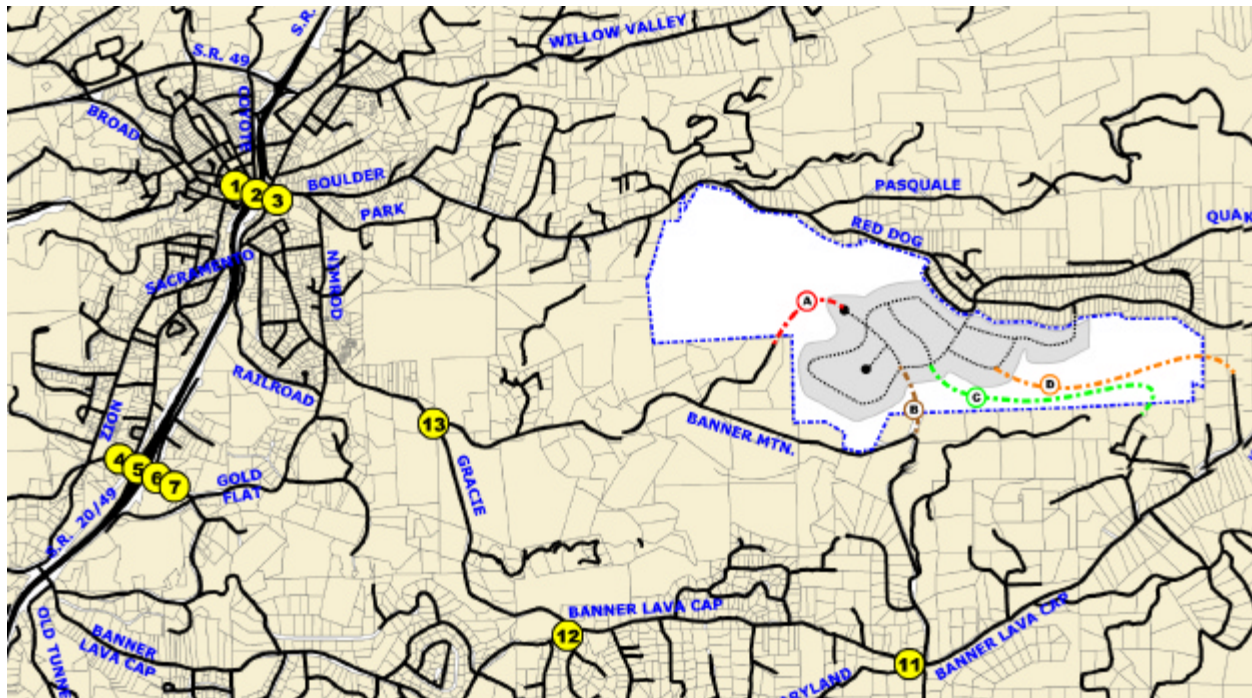 S.R.
WILLOW VALLEY
S.R. 49
COYOTE
BROAD
1
2
3
BOULDER
PARK
PASQUALE
RED DOG
QUAK
SACRAMENTO
NIMROD
A
RAILROAD
D
C
B
ZION
13
BANNER MTN.
4
5
6
7
GOLD
FLAT
GRACIE
S.R. 20/49
BANNER LAVA CAP
12
11
BANNER LAVA CAP
OLD TUNNE
BANNER
LAVA CAP
RYLAND